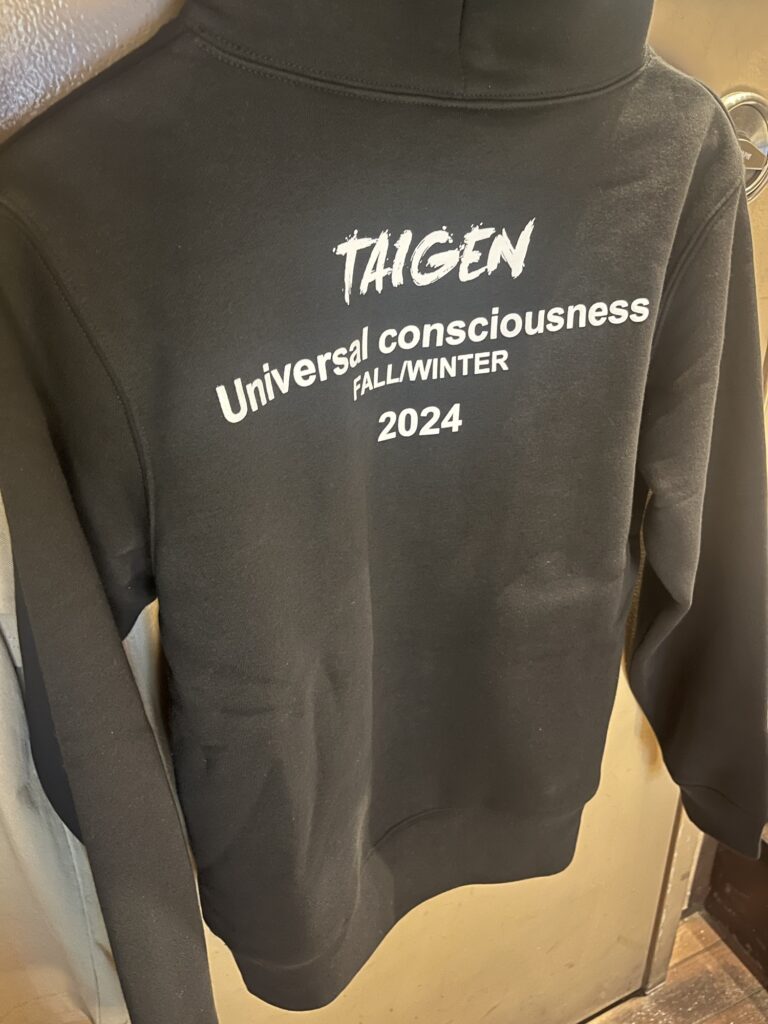 TAIGEN
Universal consciousness
FALL/WINTER
2024